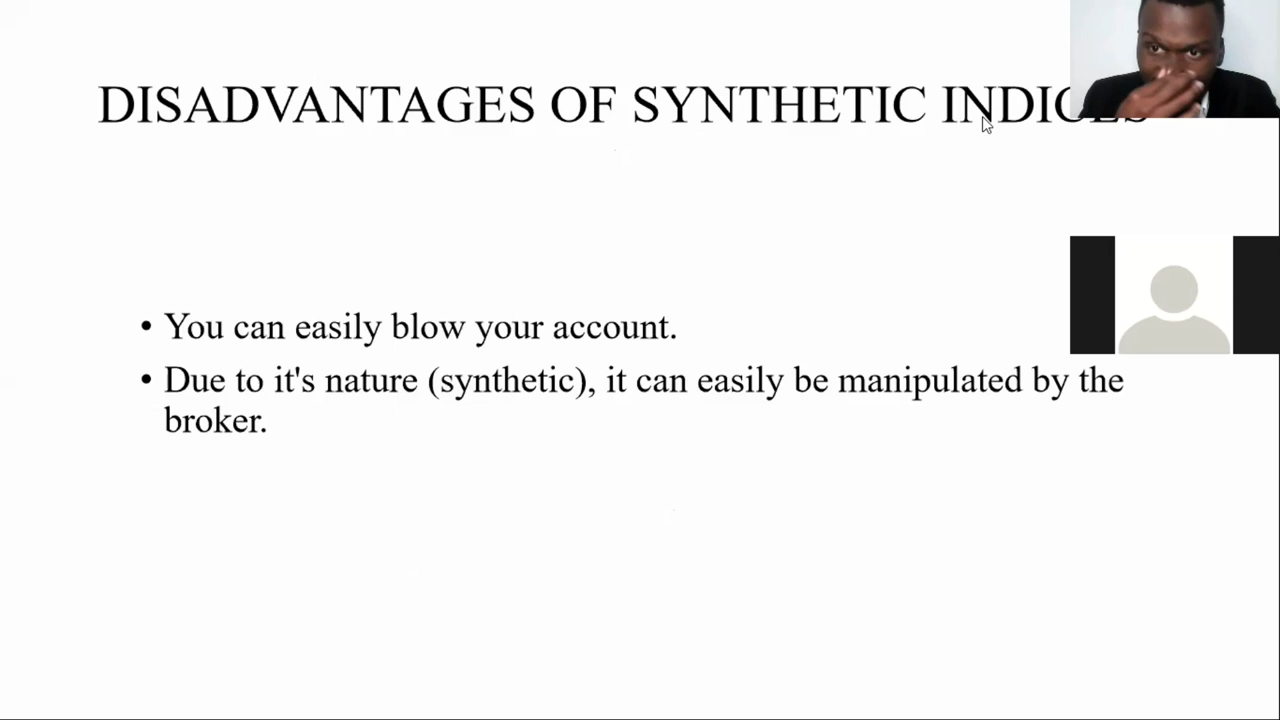 DISADVANTAGES OF SYNTHETIC INDICES
• You can easily blow your account.
• Due to it's nature (synthetic), it can easily be manipulated by the
broker.